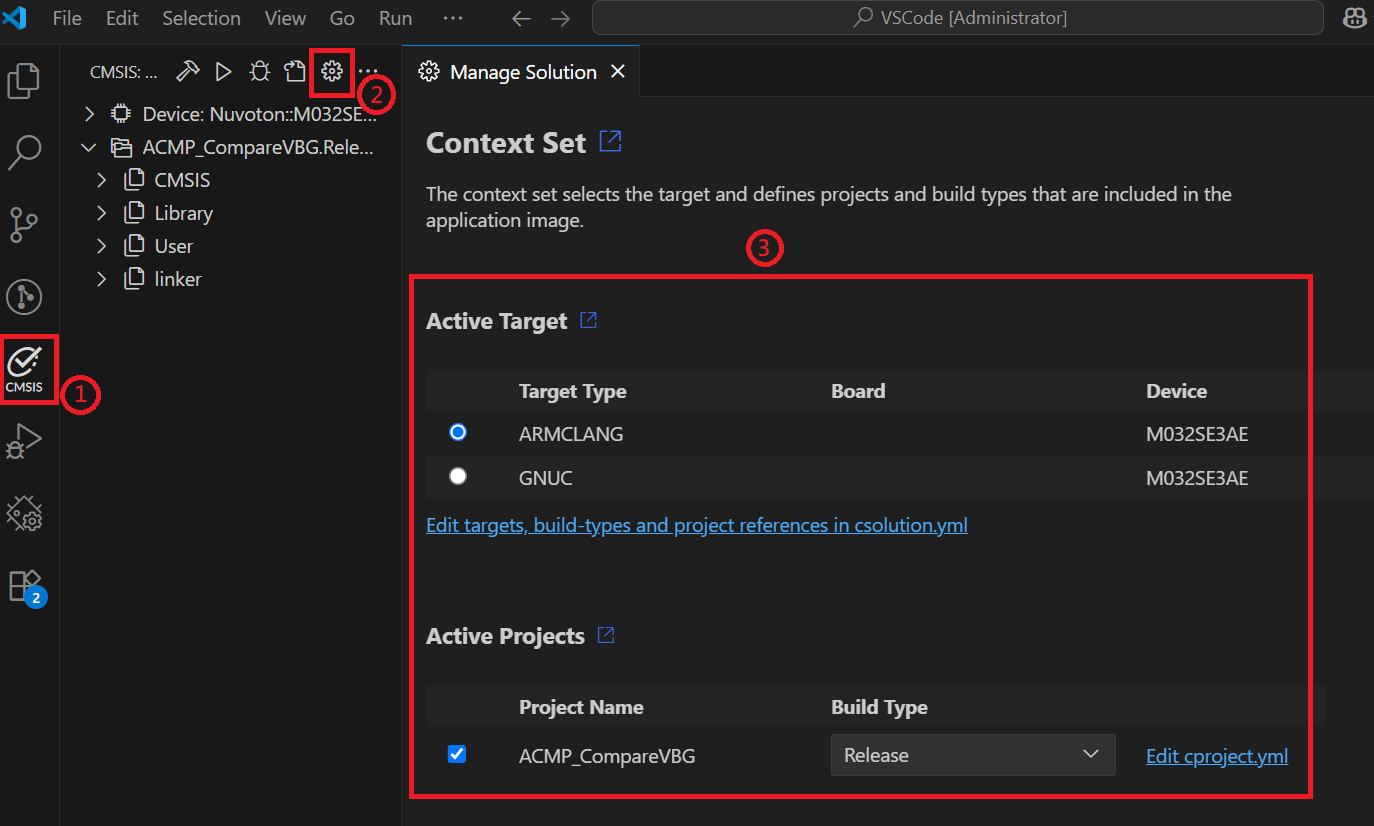 File Edit Selection View Go Run ... VSCode [Administrator]
CMSIS: ... ...
2
Manage Solution
Device: Nuvoton::M032SE...
ACMP_CompareVBG.Rele...
CMSIS
Library
User
linker
CMSIS
1
2
Context Set
The context set selects the target and defines projects and build types that are included in the
application image.
3
Active Target
Target Type Board Device
ARMCLANG M032SE3AE
GNUC M032SE3AE
Edit targets, build-types and project references in csolution.yml
Active Projects
Project Name Build Type
ACMP_CompareVBG Release Edit cproject.yml